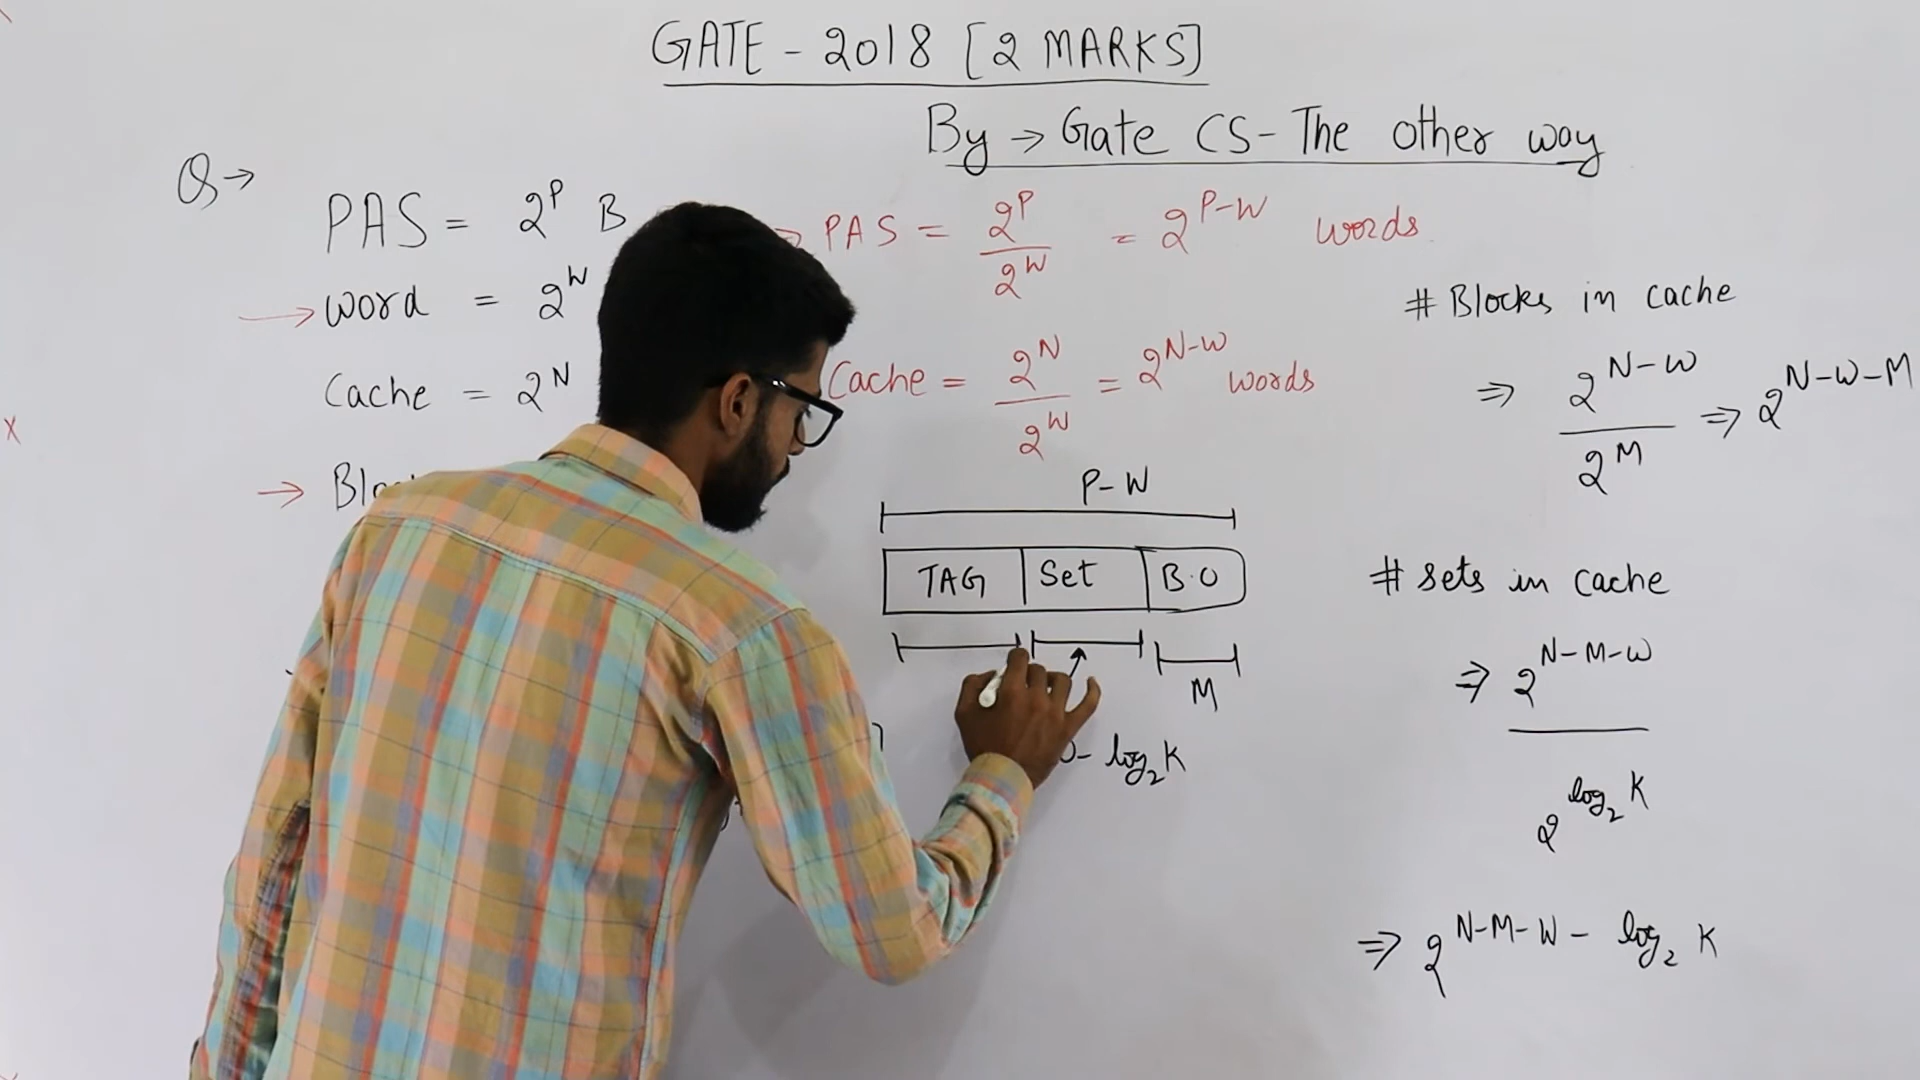 GATE - 2018 [2 MARKS]
By → Gate CS - The other way
Q →
PAS = 2^P B
→ word = 2^W
Cache = 2^N
→ Blo
PAS = 2^P / 2^W = 2^{P-W} words.
Cache = 2^N / 2^W = 2^{N-W} words
P-W
TAG Set B.O
M
- log₂K
# Blocks in cache
⇒ 2^{N-W} / 2^M ⇒ 2^{N-W-M}
# sets in cache
⇒ 2^{N-M-W} / 2^{log₂ K}
⇒ 2^{N-M-W - log₂ K}
x